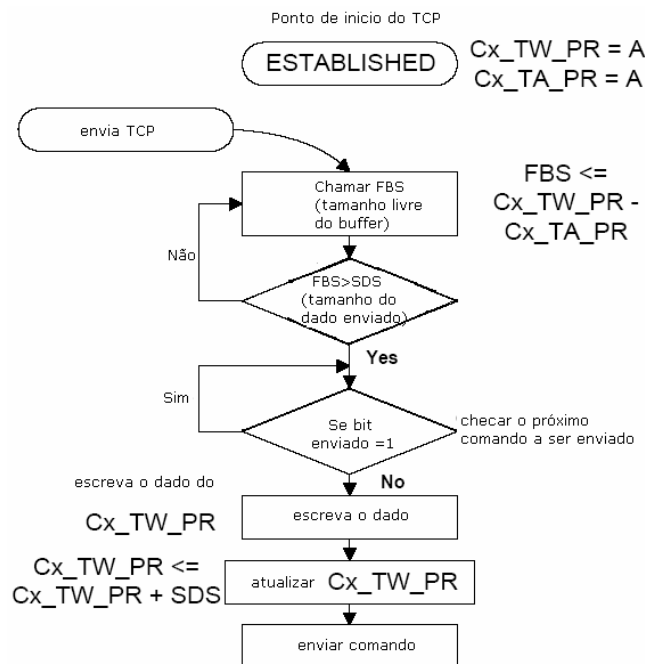 Ponto de inicio do TCP
ESTABLISHED
Cx_TW_PR = A
Cx_TA_PR = A
envia TCP
Chamar FBS
(tamanho livre
do buffer)
FBS <=
Cx_TW_PR -
Cx_TA_PR
Não
FBS>SDS
(tamanho do
dado enviado)
Yes
Sim
Se bit
enviado =1
checar o próximo
comando a ser enviado
No
escreva o dado do
Cx_TW_PR
escreva o dado
Cx_TW_PR <=
Cx_TW_PR + SDS
atualizar Cx_TW_PR
enviar comando